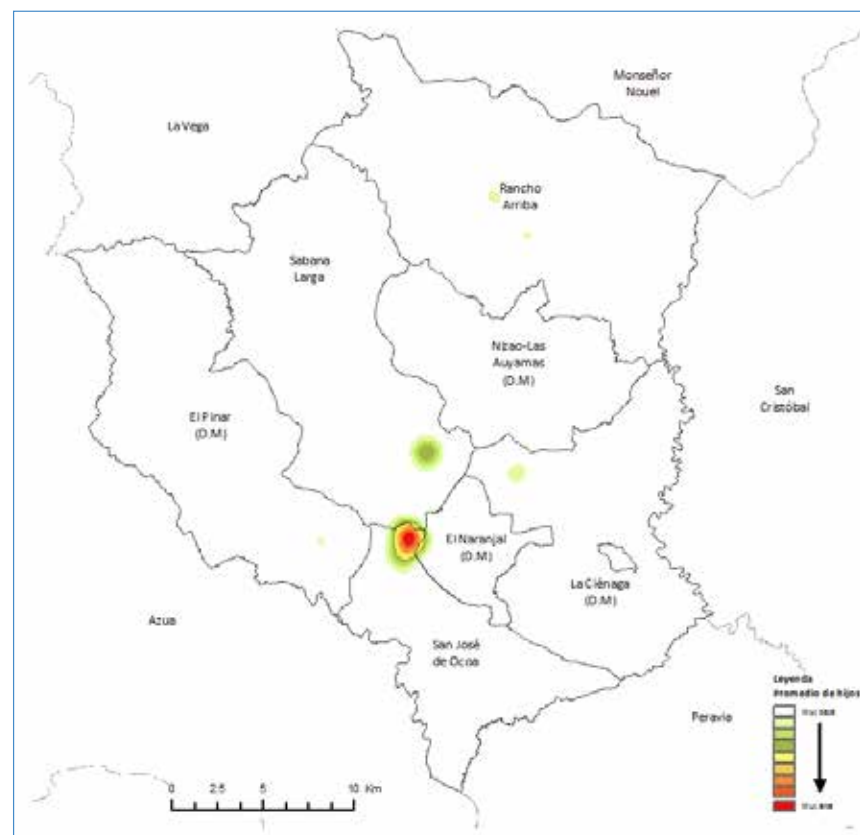 Monseñor
Nouel
La Vega
Rancho
Arriba
Sabana
Larga
Nizao-Las
Auyamas
(D.M)
San
Cristóbal
El Pinar
(D.M)
El Naranjal
(D.M)
La Ciénaga
(D.M)
Azua
San José
de Ocoa
Peravia
Leyenda
Promedio de hijos
0 2.5 5 10 Km